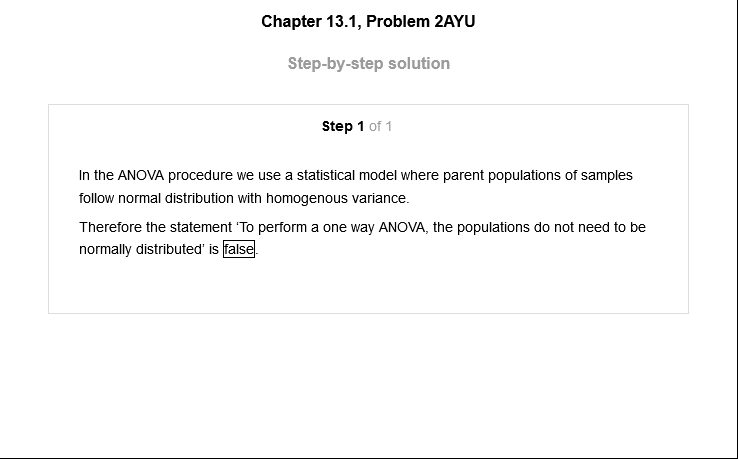 Chapter 13.1, Problem 2AYU
Step-by-step solution
Step 1 of 1
In the ANOVA procedure we use a statistical model where parent populations of samples
follow normal distribution with homogenous variance.
Therefore the statement ‘To perform a one way ANOVA, the populations do not need to be
normally distributed’ is false.